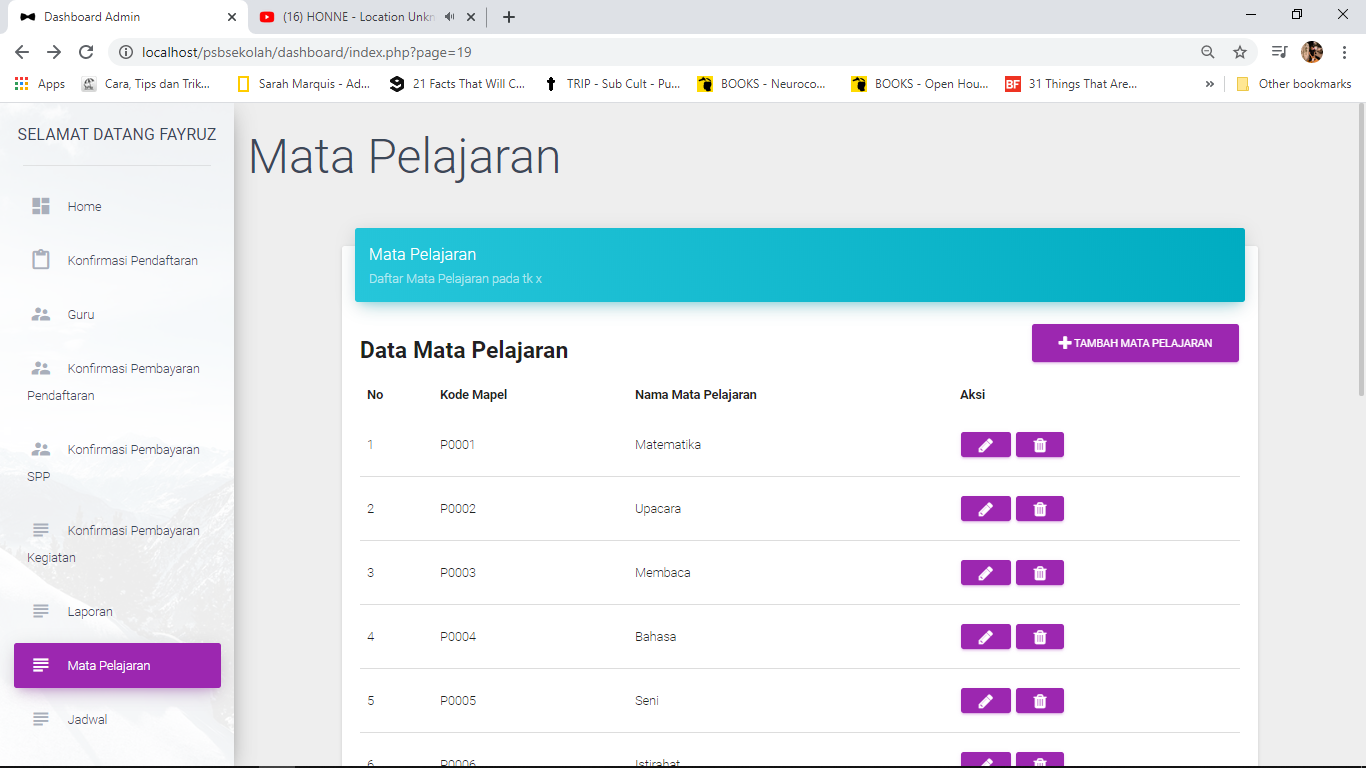 Dashboard Admin
(16) HONNE - Location Unkn
localhost/psbsekolah/dashboard/index.php?page=19
Apps
Cara, Tips dan Trik...
Sarah Marquis - Ad...
21 Facts That Will C...
TRIP - Sub Cult - Pu...
BOOKS - Neuroco...
BOOKS - Open Hou...
BF
31 Things That Are...
»
Other bookmarks
SELAMAT DATANG FAYRUZ
Home
Konfirmasi Pendaftaran
Guru
Konfirmasi Pembayaran
Pendaftaran
Konfirmasi Pembayaran
SPP
Konfirmasi Pembayaran
Kegiatan
Laporan
Mata Pelajaran
Jadwal
Mata Pelajaran
Mata Pelajaran
Daftar Mata Pelajaran pada tk x
Data Mata Pelajaran
TAMBAH MATA PELAJARAN
No Kode Mapel Nama Mata Pelajaran Aksi
1 P0001 Matematika
2 P0002 Upacara
3 P0003 Membaca
4 P0004 Bahasa
5 P0005 Seni
6 P0006 Istirahat